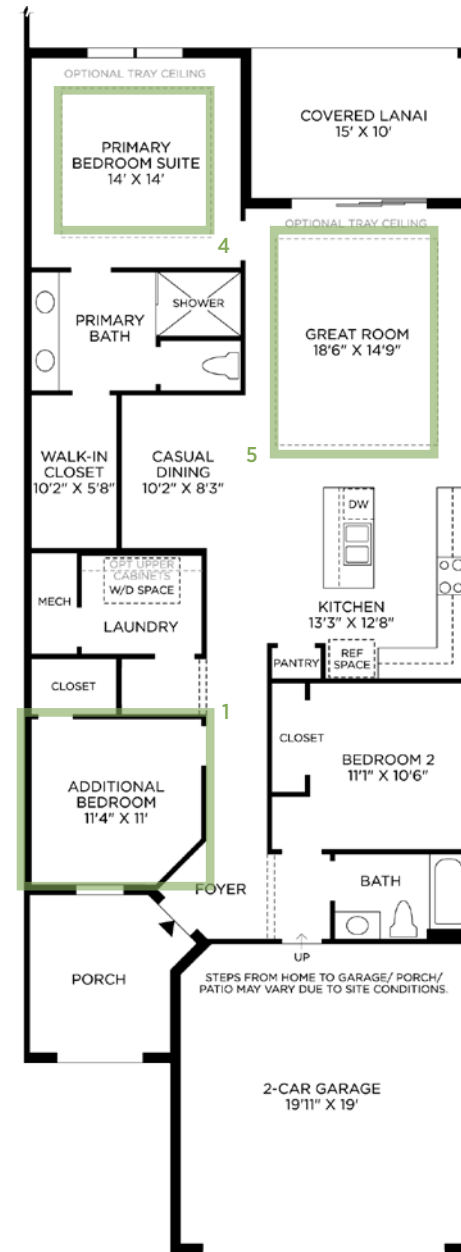 OPTIONAL TRAY CEILING
PRIMARY
BEDROOM SUITE
14' X 14'
COVERED LANAI
15' X 10'
4
OPTIONAL TRAY CEILING
GREAT ROOM
18'6" X 14'9"
SHOWER
PRIMARY
BATH
5
WALK-IN
CLOSET
10'2" X 5'8"
CASUAL
DINING
10'2" X 8'3"
DW
KITCHEN
13'3" X 12'8"
OPT UPPER
CABINETS
W/D SPACE
MECH
LAUNDRY
REF
SPACE
PANTRY
CLOSET
1
CLOSET
BEDROOM 2
11'1" X 10'6"
ADDITIONAL
BEDROOM
11'4" X 11'
FOYER
BATH
UP
PORCH
STEPS FROM HOME TO GARAGE/ PORCH/
PATIO MAY VARY DUE TO SITE CONDITIONS.
2-CAR GARAGE
19'11" X 19'